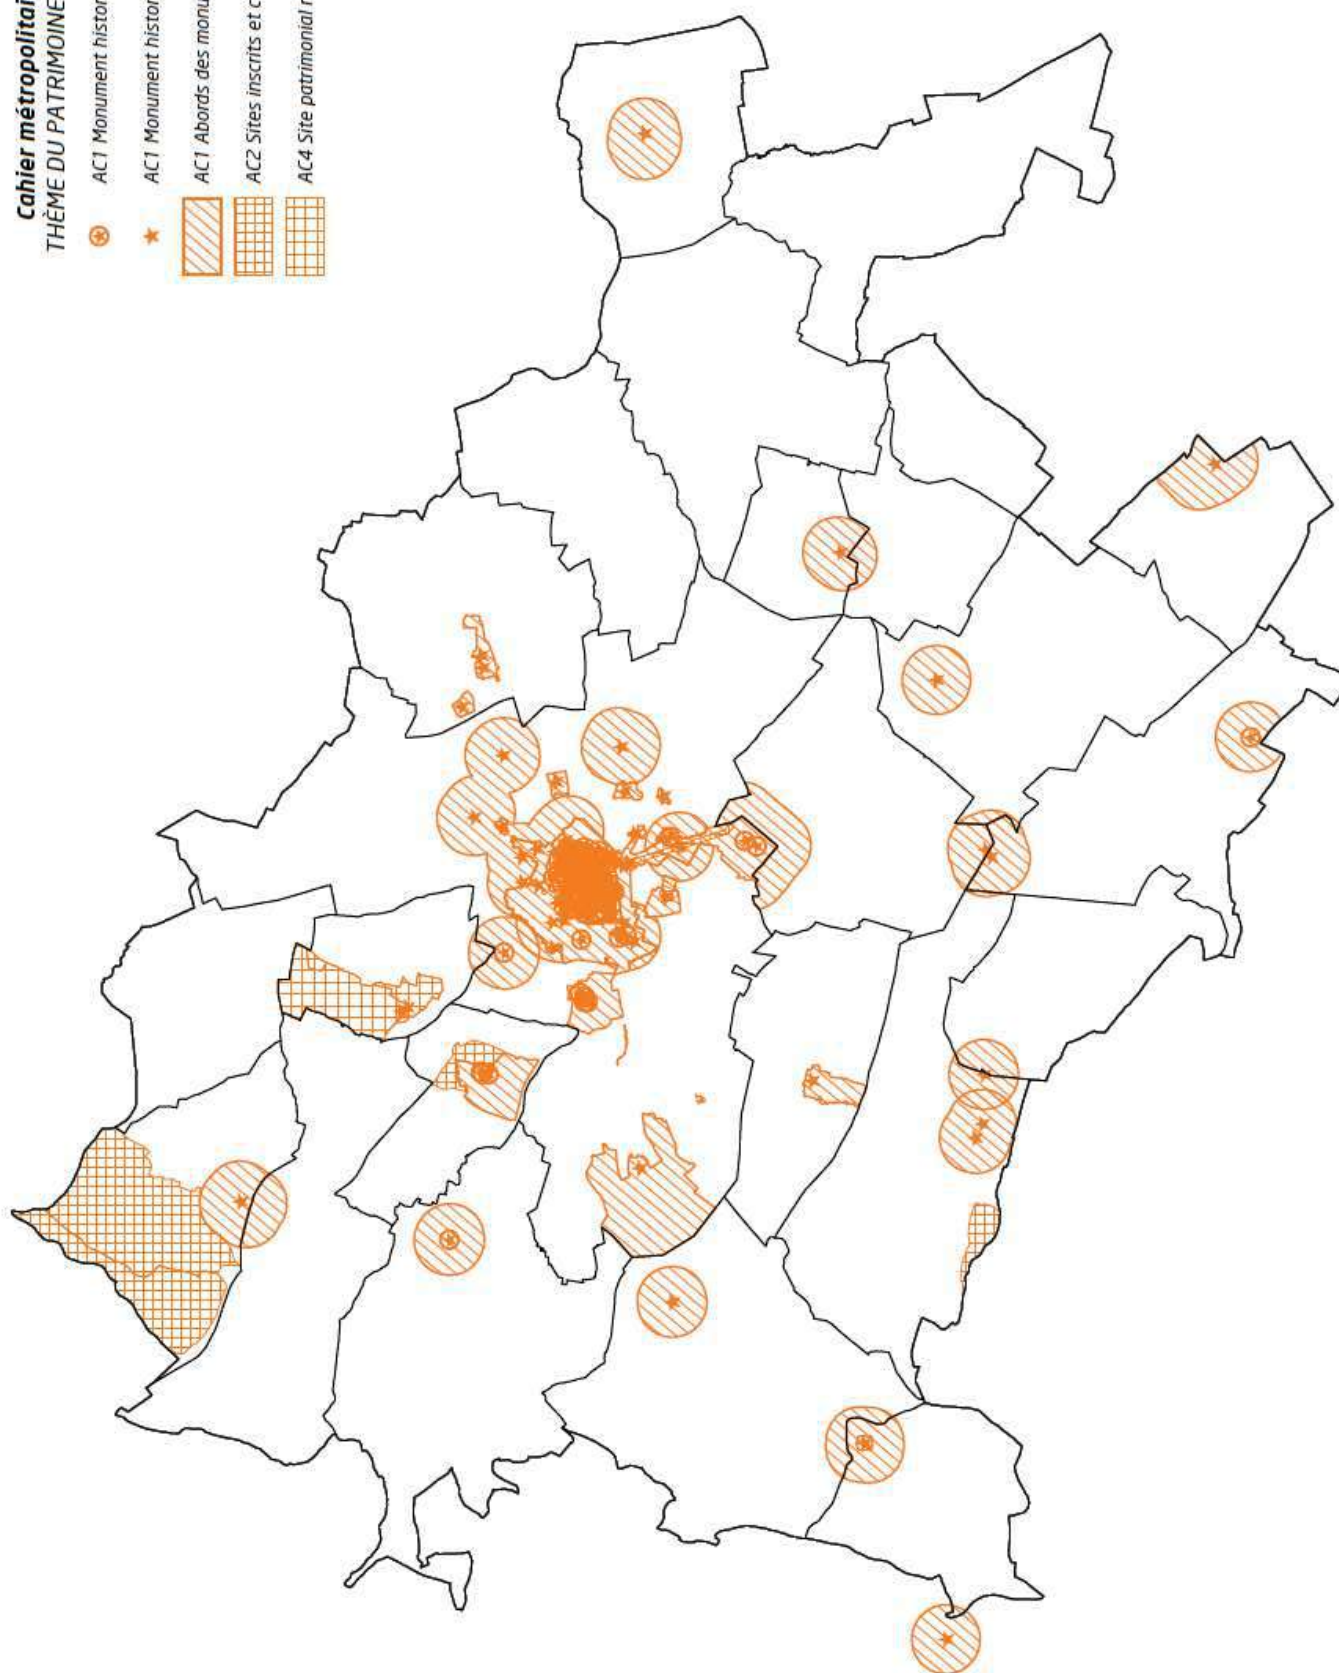 Cahier métropolitai
THÈME DU PATRIMOINE
AC1 Monument histor
AC1 Monument histor
AC1 Abords des monu
AC2 Sites inscrits et c
AC4 Site patrimonial r